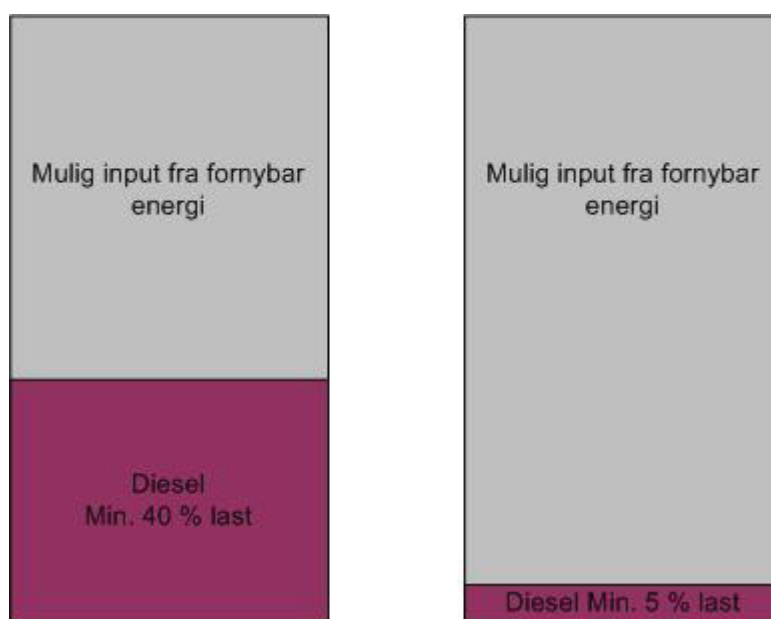 Mulig input fra fornybar
energi
Diesel
Min. 40 % last
Mulig input fra fornybar
energi
Diesel Min. 5 % last